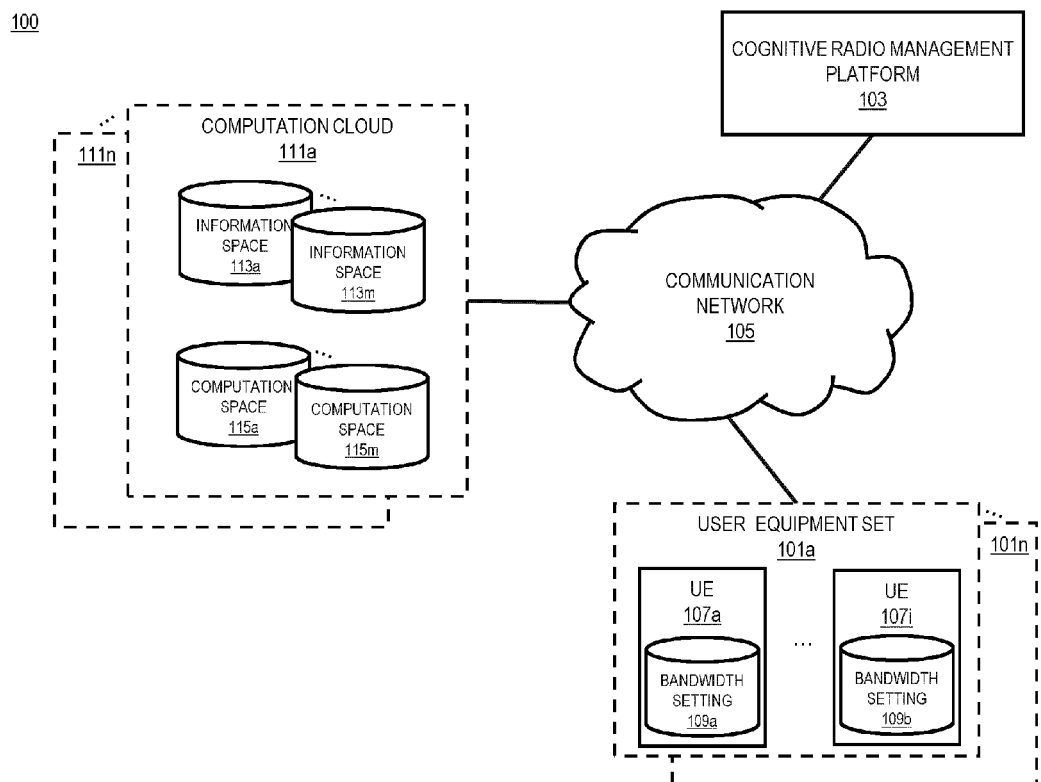 100
COGNITIVE RADIO MANAGEMENT
PLATFORM
103
111n
COMPUTATION CLOUD
111a
INFORMATION
SPACE
113a
INFORMATION
SPACE
113m
COMPUTATION
SPACE
115a
COMPUTATION
SPACE
115m
COMMUNICATION
NETWORK
105
USER EQUIPMENT SET
101a
101n
UE
107a
BANDWIDTH
SETTING
109a
...
UE
107i
BANDWIDTH
SETTING
109b